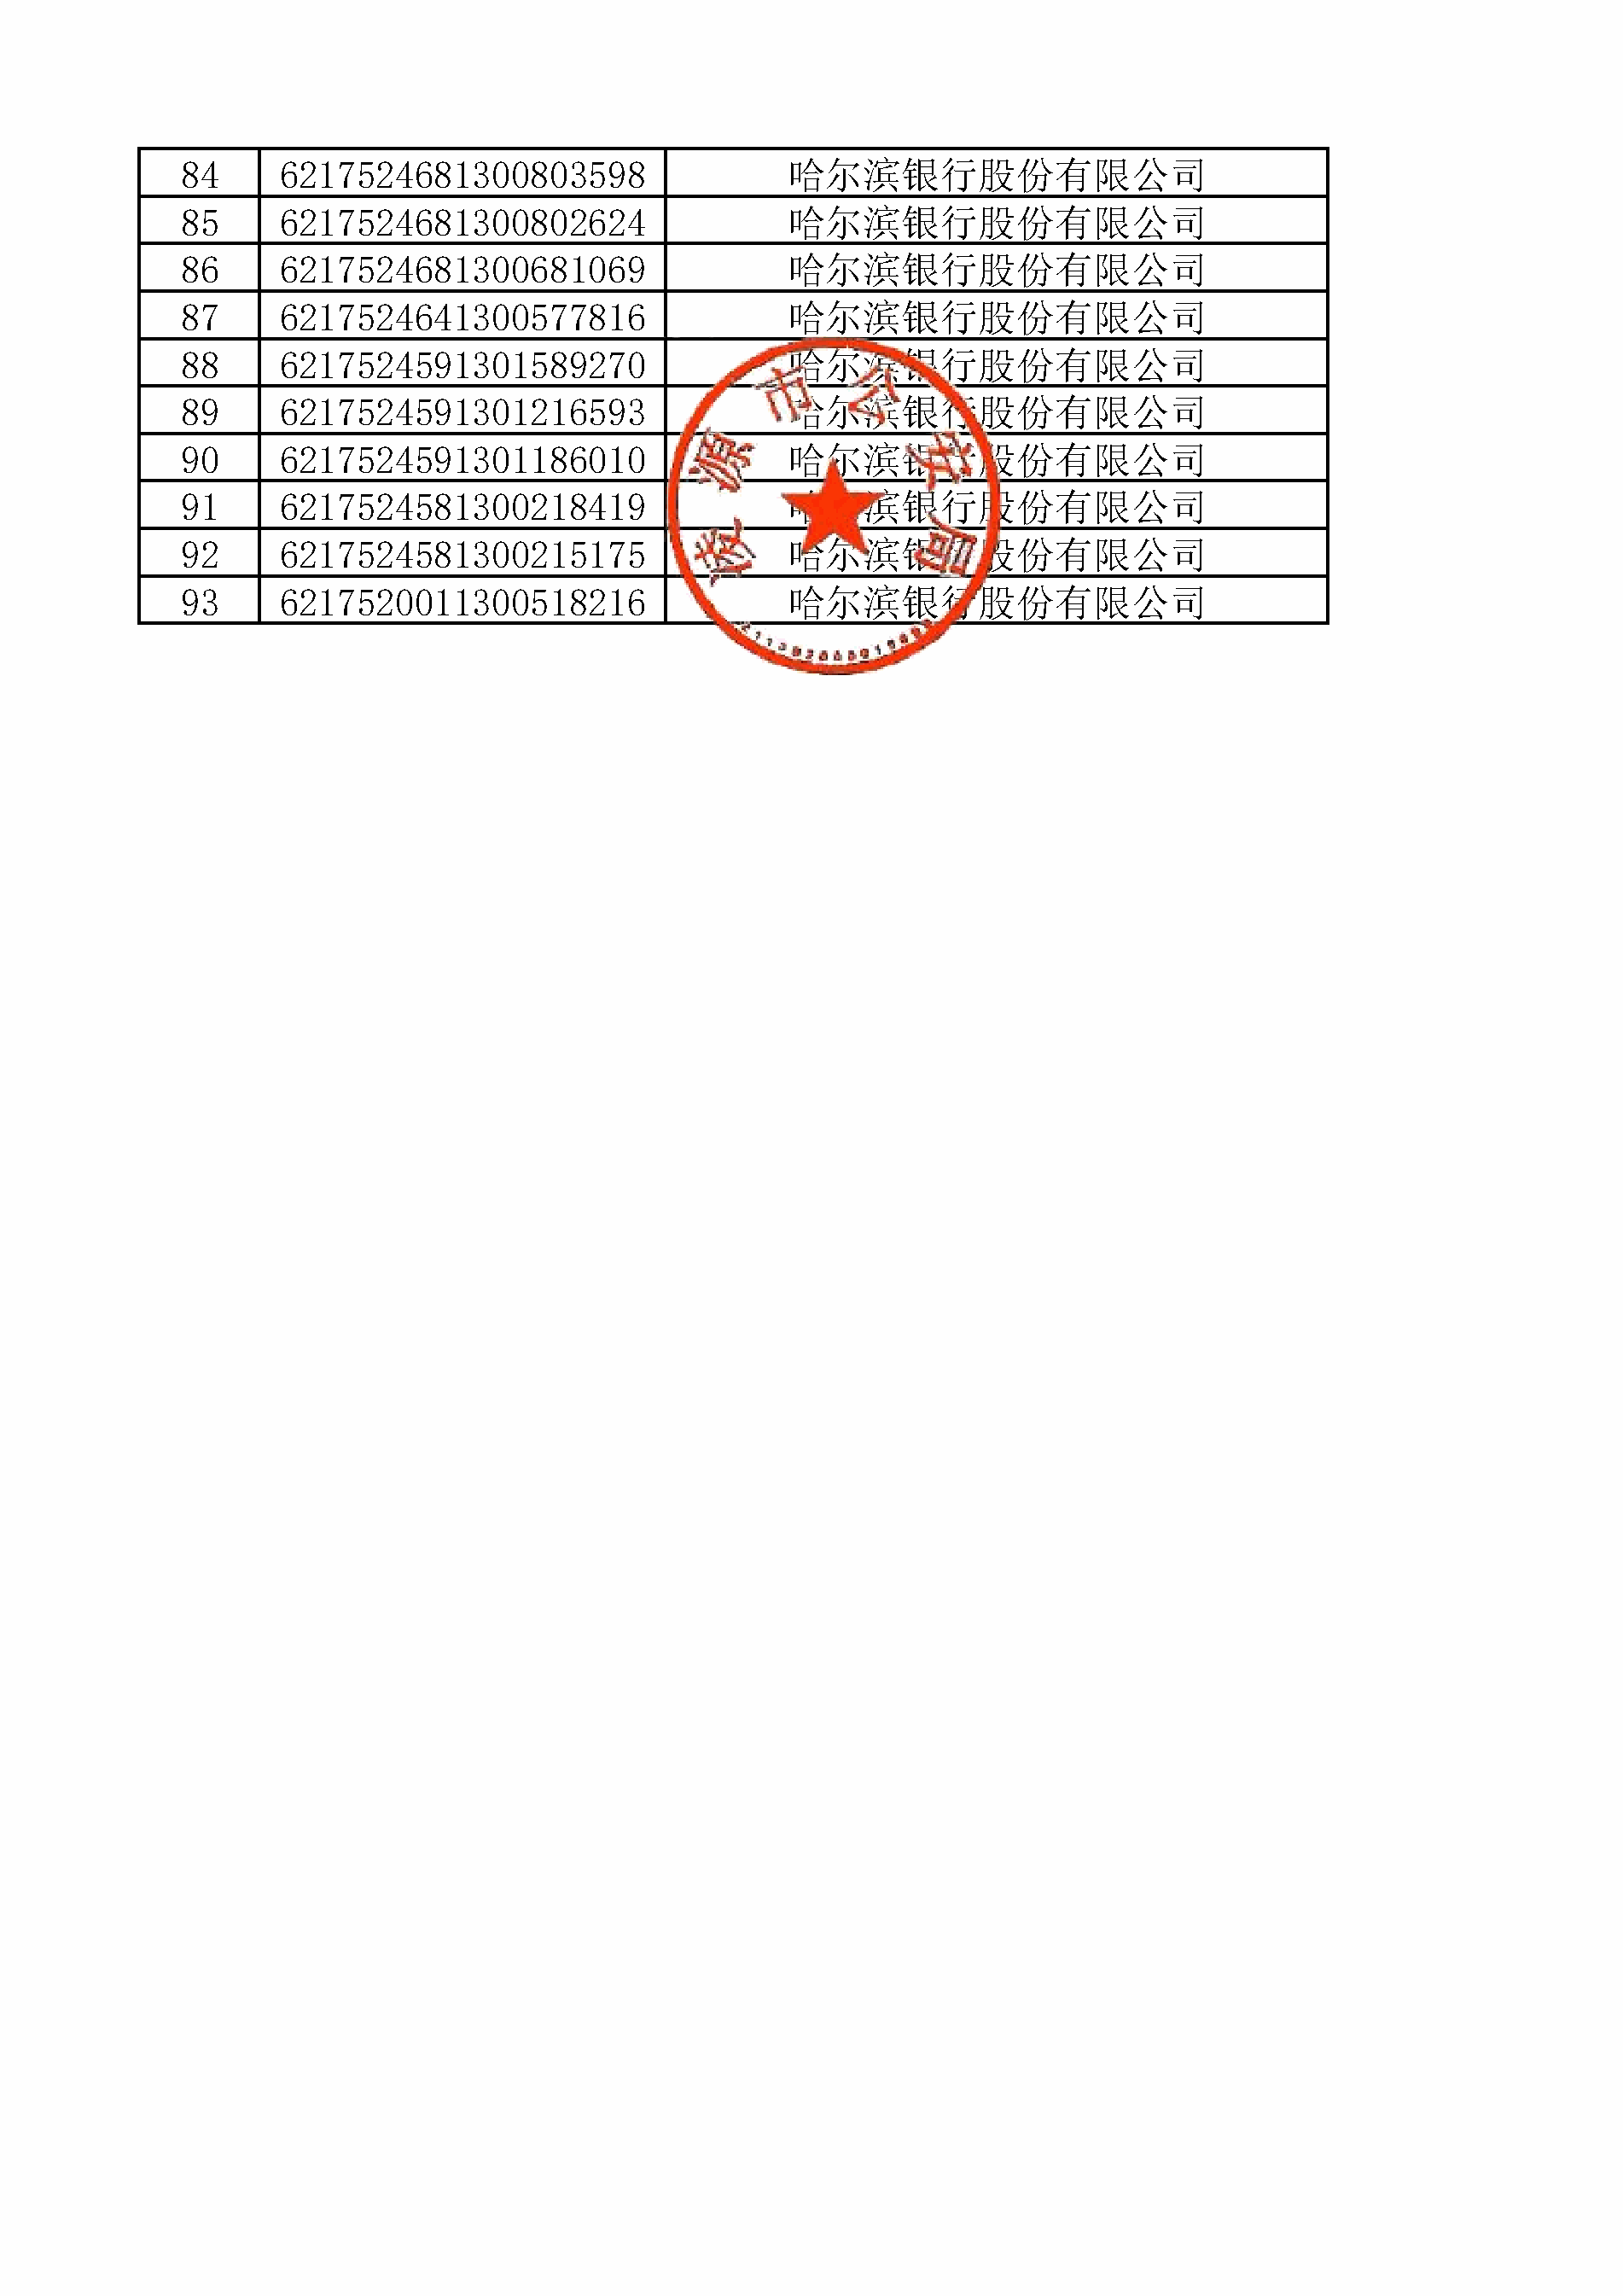 84 6217524681300803598 哈尔滨银行股份有限公司
85 6217524681300802624 哈尔滨银行股份有限公司
86 6217524681300681069 哈尔滨银行股份有限公司
87 6217524641300577816 哈尔滨银行股份有限公司
88 6217524591301589270 哈尔滨银行股份有限公司
89 6217524591301216593 哈尔滨银行股份有限公司
90 6217524591301186010 哈尔滨银行股份有限公司
91 6217524581300218419 哈尔滨银行股份有限公司
92 6217524581300215175 哈尔滨银行股份有限公司
93 6217520011300518216 哈尔滨银行股份有限公司
凌源市公安局